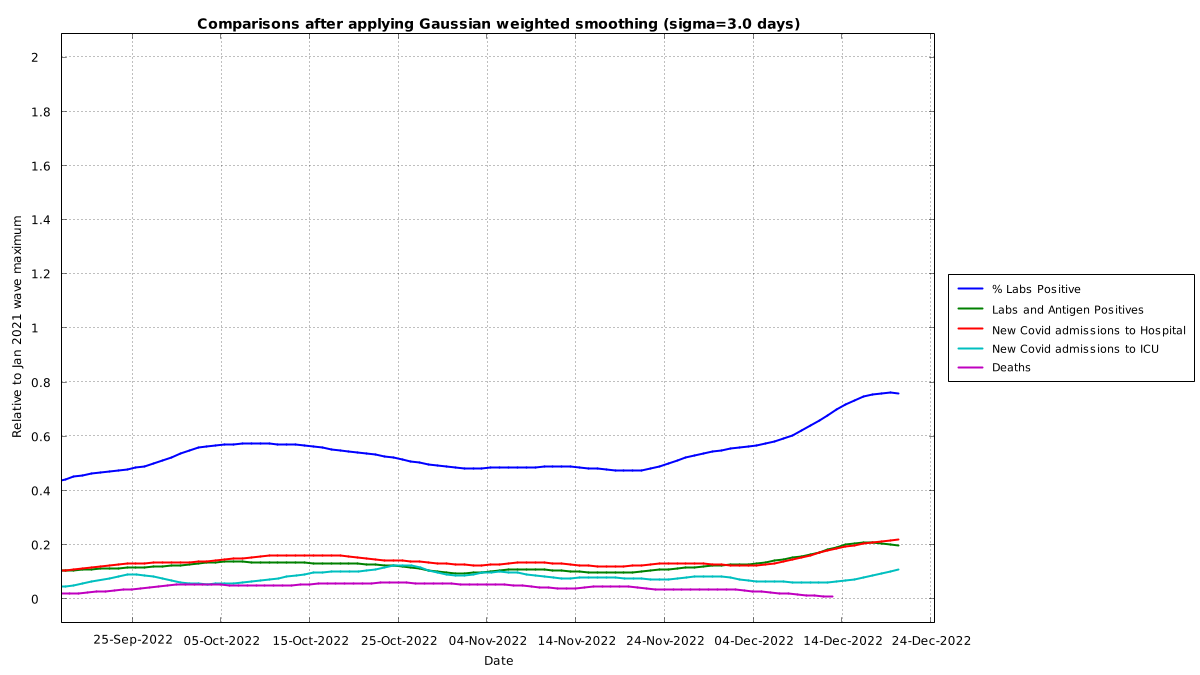 Comparisons after applying Gaussian weighted smoothing (sigma=3.0 days)
Relative to Jan 2021 wave maximum
2
1.8
1.6
1.4
1.2
1
0.8
0.6
0.4
0.2
0
25-Sep-2022 05-Oct-2022 15-Oct-2022 25-Oct-2022 04-Nov-2022 14-Nov-2022 24-Nov-2022 04-Dec-2022 14-Dec-2022 24-Dec-2022
Date
% Labs Positive
Labs and Antigen Positives
New Covid admissions to Hospital
New Covid admissions to ICU
Deaths